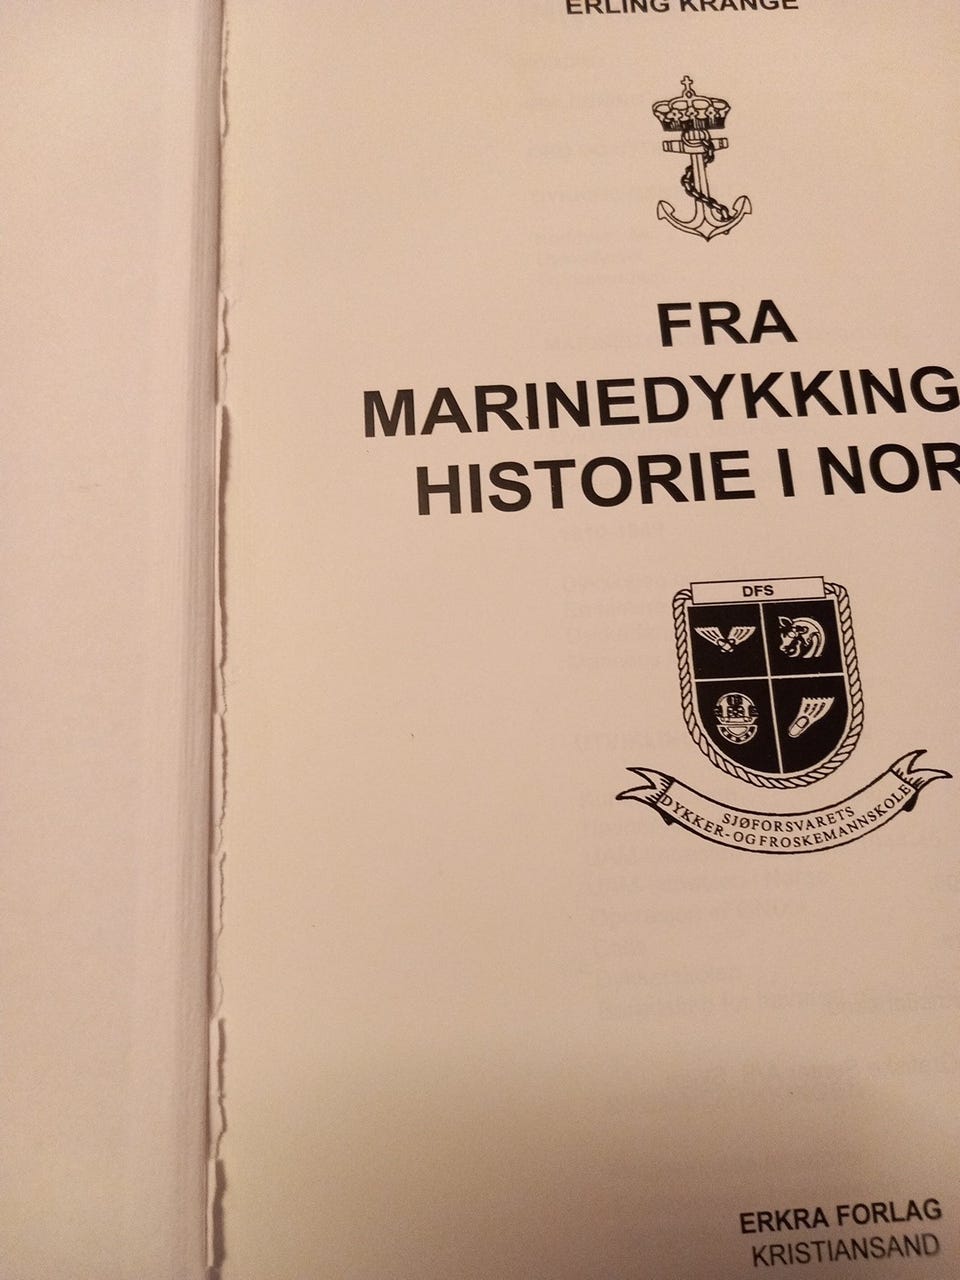 ERLING KRANGE
FRA
MARINEDYKKING
HISTORIE I NOR
DFS
SJØFORSVARETS
DYKKER-OG FROSKEMANNSKOLE
ERKRA FORLAG
KRISTIANSAND